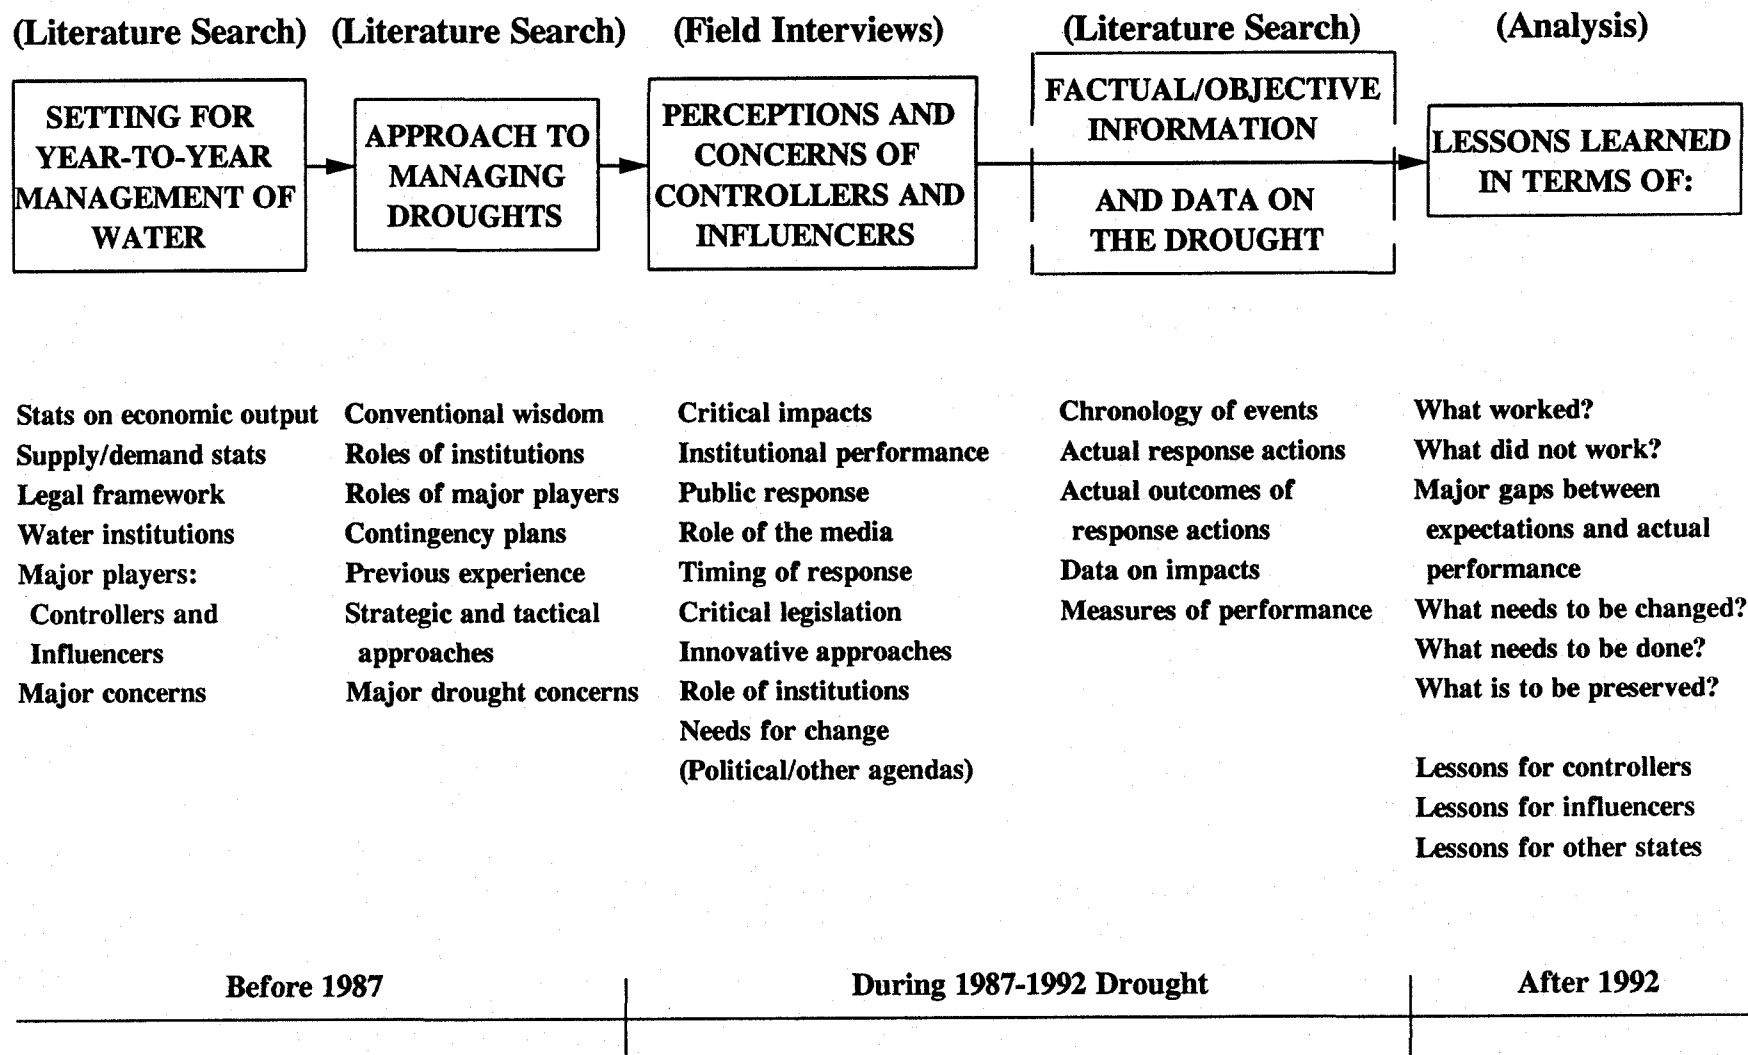 (Literature Search)
SETTING FOR
YEAR-TO-YEAR
MANAGEMENT OF
WATER
Stats on economic output
Supply/demand stats
Legal framework
Water institutions
Major players:
Controllers and
Influencers
Major concerns
(Literature Search)
APPROACH TO
MANAGING
DROUGHTS
Conventional wisdom
Roles of institutions
Roles of major players
Contingency plans
Previous experience
Strategic and tactical
approaches
Major drought concerns
(Field Interviews)
PERCEPTIONS AND
CONCERNS OF
CONTROLLERS AND
INFLUENCERS
Critical impacts
Institutional performance
Public response
Role of the media
Timing of response
Critical legislation
Innovative approaches
Role of institutions
Needs for change
(Political/other agendas)
(Literature Search)
FACTUAL/OBJECTIVE
INFORMATION
AND DATA ON
THE DROUGHT
Chronology of events
Actual response actions
Actual outcomes of
response actions
Data on impacts
Measures of performance
(Analysis)
LESSONS LEARNED
IN TERMS OF:
What worked?
What did not work?
Major gaps between
expectations and actual
performance
What needs to be changed?
What needs to be done?
What is to be preserved?
Lessons for controllers
Lessons for influencers
Lessons for other states
Before 1987
During 1987-1992 Drought
After 1992